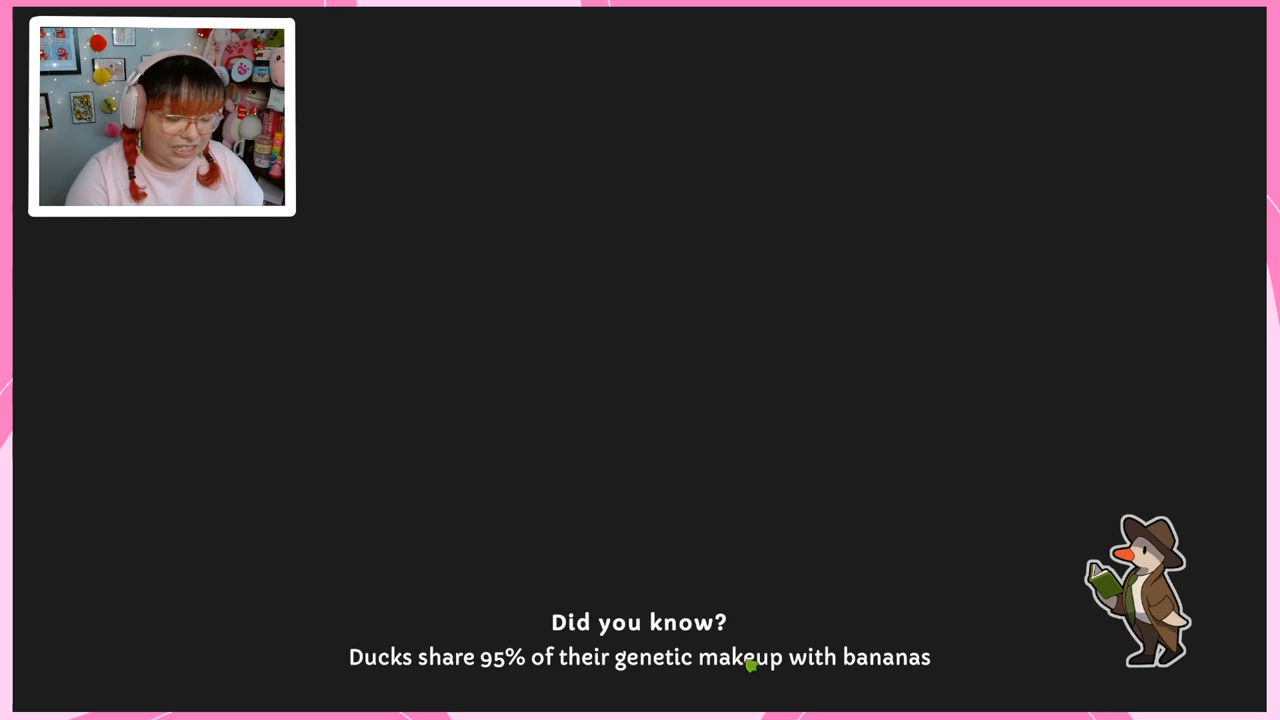 Did you know?
Ducks share 95% of their genetic makeup with bananas